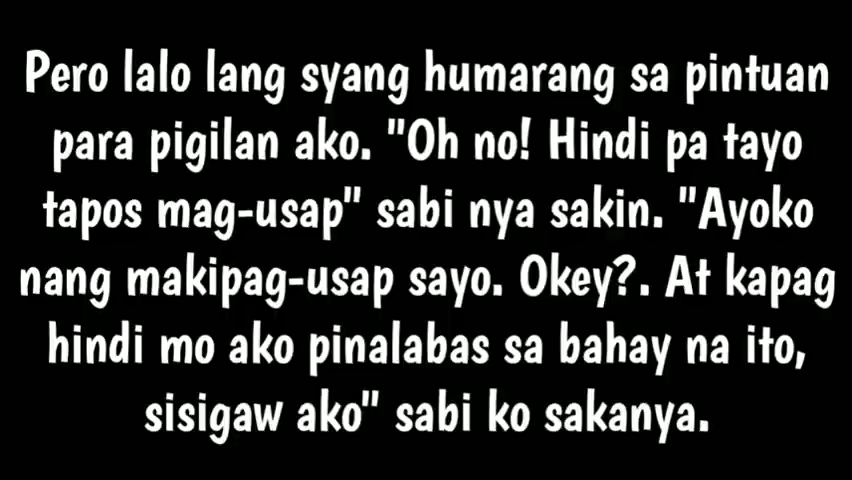 Pero lalo lang syang humarang sa pintuan
para pigilan ako. "Oh no! Hindi pa tayo
tapos mag-usap" sabi nya sakin. "Ayoko
nang makipag-usap sayo. Okey?. At kapag
hindi mo ako pinalabas sa bahay na ito,
sisigaw ako" sabi ko sakanya.